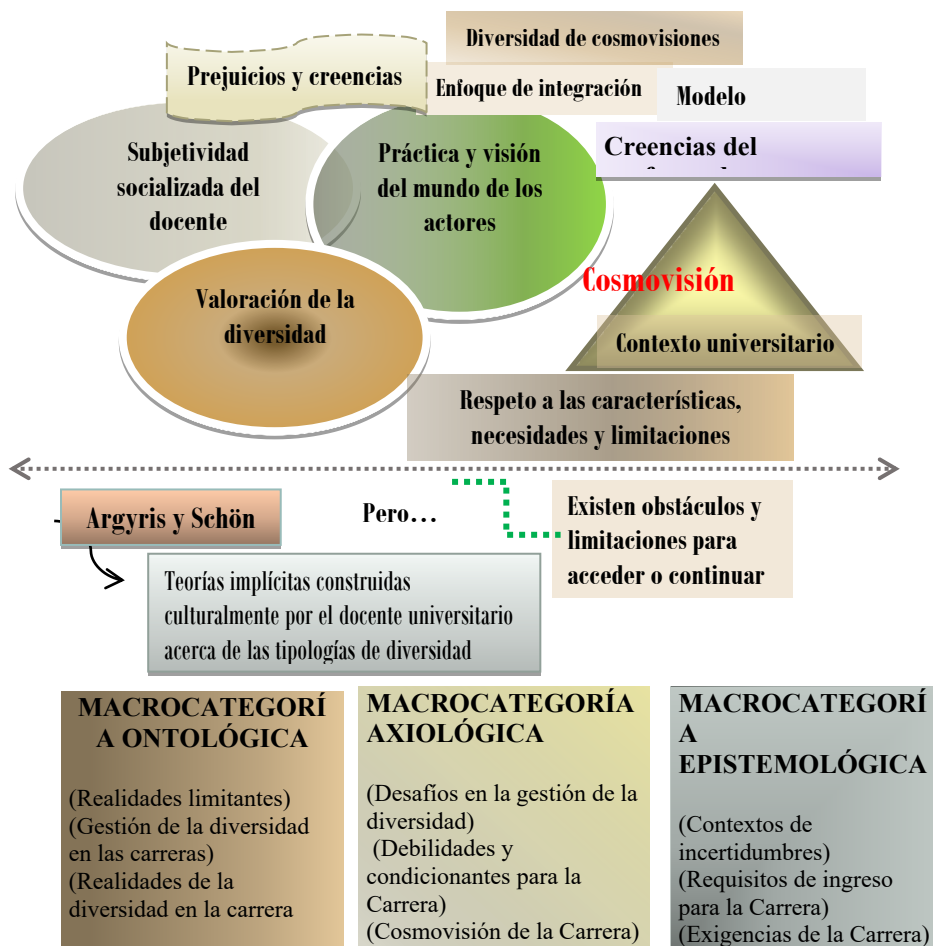 Diversidad de cosmovisiones
Prejuicios y creencias
Enfoque de integración
Modelo
Creencias del
Subjetividad
socializada del
docente
Práctica y visión
del mundo de los
actores
Cosmovisión
Valoración de la
diversidad
Contexto universitario
Respeto a las características,
necesidades y limitaciones
Argyris y Schön
Pero...
Existen obstáculos y
limitaciones para
acceder o continuar
Teorías implícitas construidas
culturalmente por el docente universitario
acerca de las tipologías de diversidad
MACROCATEGORÍ
A ONTOLÓGICA
(Realidades limitantes)
(Gestión de la diversidad
en las carreras)
(Realidades de la
diversidad en la carrera
MACROCATEGORÍA
AXIOLÓGICA
(Desafíos en la gestión de la
diversidad)
(Debilidades y
condicionantes para la
Carrera)
(Cosmovisión de la Carrera)
MACROCATEGORÍ
A
EPISTEMOLÓGICA
(Contextos de
incertidumbres)
(Requisitos de ingreso
para la Carrera)
(Exigencias de la Carrera)